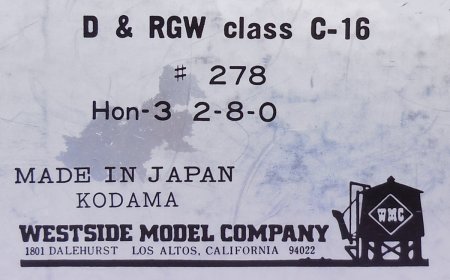 D & RGW class C-16
# 278
Hon-3 2-8-0
MADE IN JAPAN
KODAMA
WMC
WESTSIDE MODEL COMPANY
1801 DALEHURST LOS ALTOS, CALIFORNIA 94022